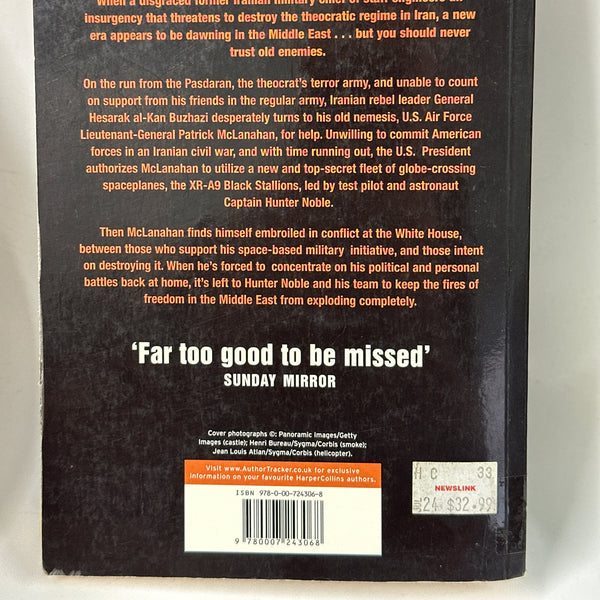 When a disgraced former Iranian military chief of staff engineers an
insurgency that threatens to destroy the theocratic regime in Iran, a new
era appears to be dawning in the Middle East . . . but you should never
trust old enemies.
On the run from the Pasdaran, the theocrat's terror army, and unable to count
on support from his friends in the regular army, Iranian rebel leader General
Hesarak al-Kan Buzhazi desperately turns to his old nemesis, U.S. Air Force
Lieutenant-General Patrick McLanahan, for help. Unwilling to commit American
forces in an Iranian civil war, and with time running out, the U.S. President
authorizes McLanahan to utilize a new and top-secret fleet of globe-crossing
spaceplanes, the XR-A9 Black Stallions, led by test pilot and astronaut
Captain Hunter Noble.
Then McLanahan finds himself embroiled in conflict at the White House,
between those who support his space-based military initiative, and those intent
on destroying it. When he's forced to concentrate on his political and personal
battles back at home, it's left to Hunter Noble and his team to keep the fires of
freedom in the Middle East from exploding completely.
'Far too good to be missed'
SUNDAY MIRROR
Cover photographs ©: Panoramic Images/Getty
Images (castle); Henri Bureau/Sygma/Corbis (smoke);
Jean Louis Atlan/Sygma/Corbis (helicopter).
Visit www.AuthorTracker.co.uk for exclusive
information on your favourite HarperCollins authors.
ISBN 978-0-00-724306-8
9 780007 243068
H C 33
NEWSLINK
24 $32.99